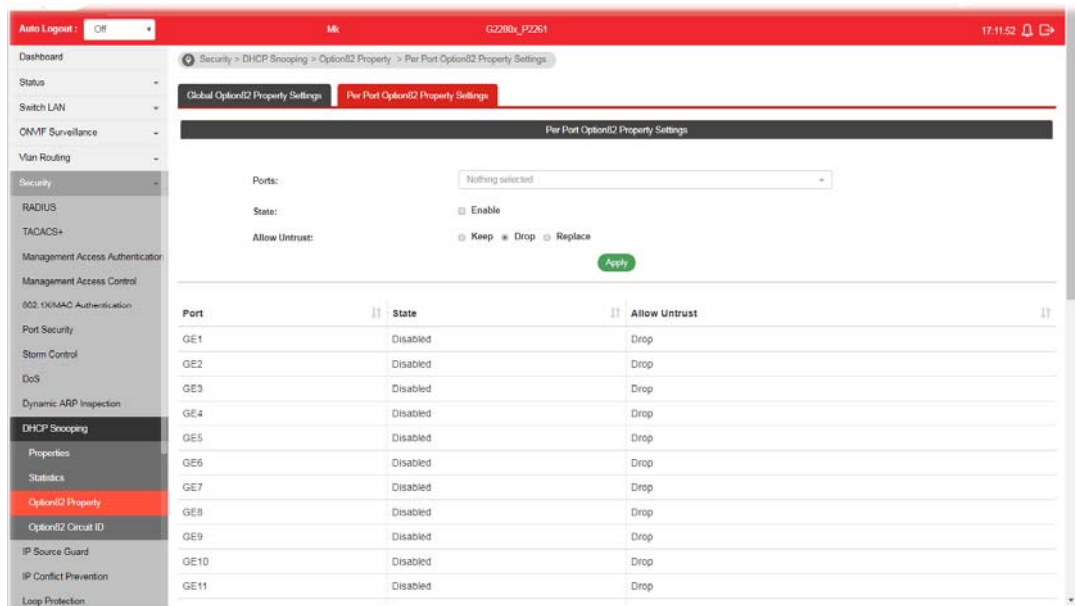 Auto Logout : Off Mk G2280x_P2261 17:11:52
Dashboard
Status
Switch LAN
ONVIF Surveillance
Vlan Routing
Security
RADIUS
TACACS+
Management Access Authentication
Management Access Control
802.1X/MAC Authentication
Port Security
Storm Control
DoS
Dynamic ARP Inspection
DHCP Snooping
Properties
Statistics
Option82 Property
Option82 Circuit ID
IP Source Guard
IP Conflict Prevention
Loop Protection
Security > DHCP Snooping > Option82 Property > Per Port Option82 Property Settings
Global Option82 Property Settings Per Port Option82 Property Settings
Per Port Option82 Property Settings
Ports: Nothing selected
State: Enable
Allow Untrust: Keep Drop Replace
Apply
Port State Allow Untrust
GE1 Disabled Drop
GE2 Disabled Drop
GE3 Disabled Drop
GE4 Disabled Drop
GE5 Disabled Drop
GE6 Disabled Drop
GE7 Disabled Drop
GE8 Disabled Drop
GE9 Disabled Drop
GE10 Disabled Drop
GE11 Disabled Drop